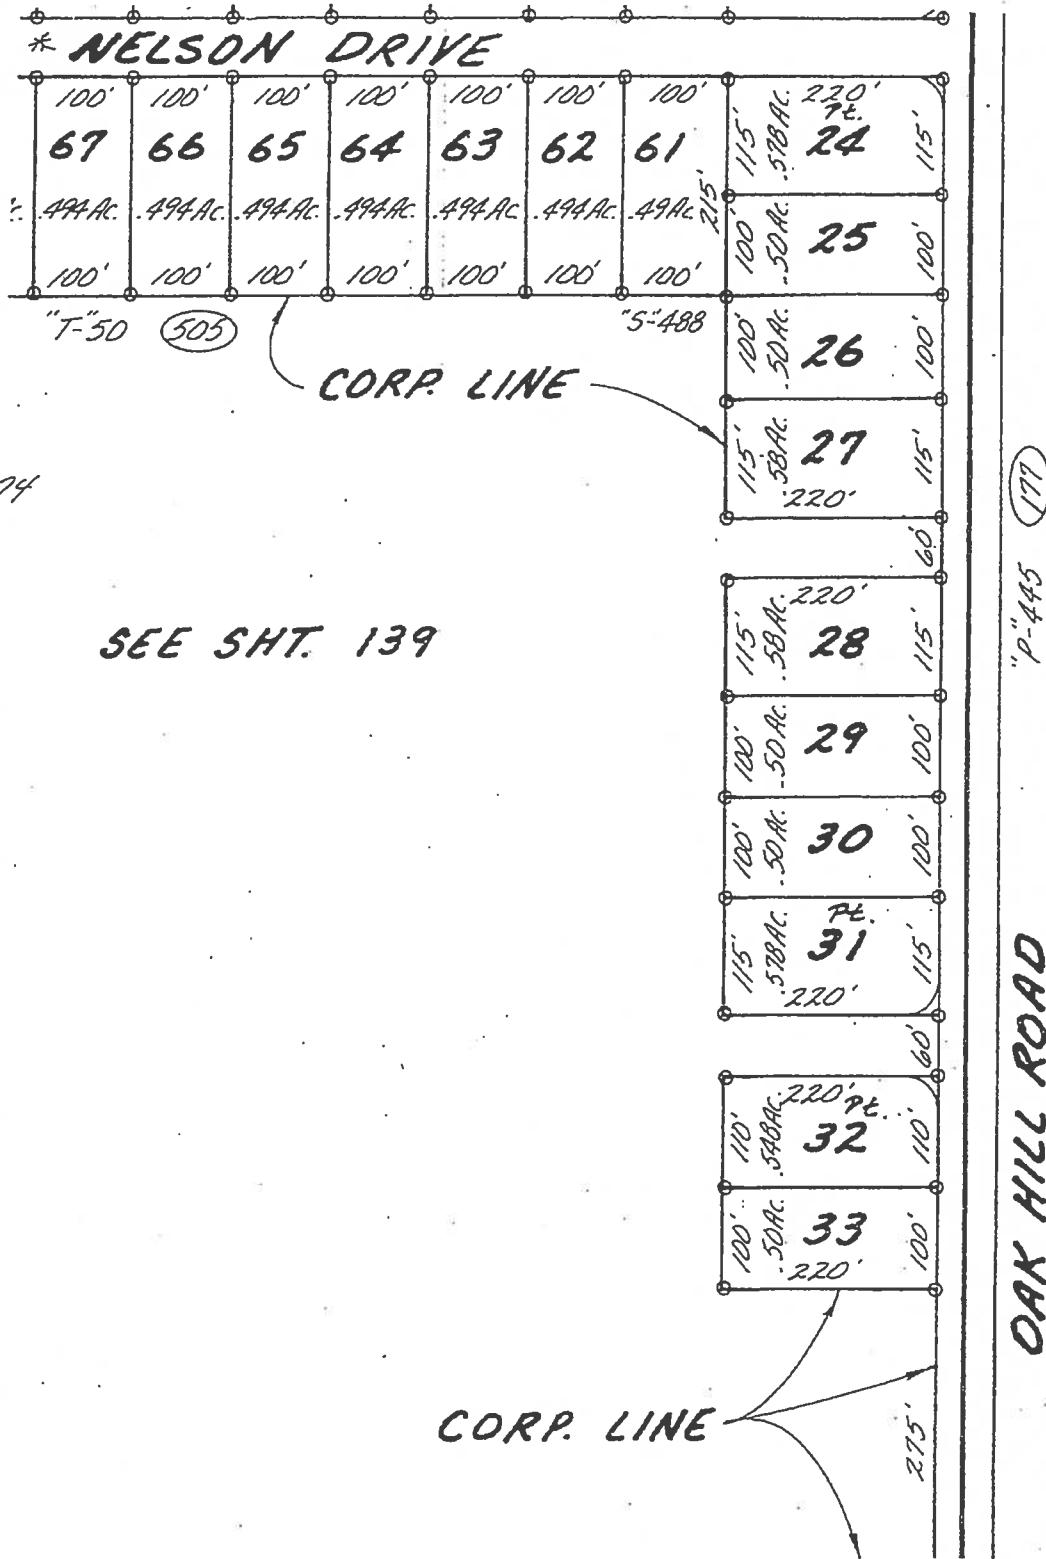 * NELSON DRIVE
100' 100' 100' 100' 100' 100' 100'
67 66 65 64 63 62 61
.494Ac. .494Ac. .494Ac. .494Ac. .494Ac .494Ac. .49Ac.
215'
100' 100' 100' 100' 100' 100' 100'
220'
Pt.
115' .578Ac. 24 115'
100' .50Ac. 25 100'
"T-"50 505 "S-"488
100' .50Ac. 26 100'
CORP. LINE
115' .58Ac. 27 115'
220'
74
60'
177
"P-"445
220'
115' .58Ac. 28 115'
SEE SHT. 139
100' .50Ac. 29 100'
100' .50Ac. 30 100'
Pt.
115' .578Ac. 31 115'
220'
60'
OAK HILL ROAD
220' Pt.
110' .548Ac. 32 110'
100' .50Ac. 33 100'
220'
CORP. LINE
275'